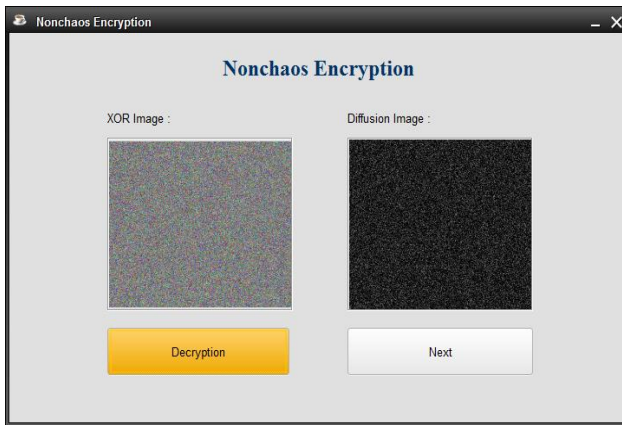 Nonchaos Encryption
Nonchaos Encryption
XOR Image :
Diffusion Image :
Decryption
Next